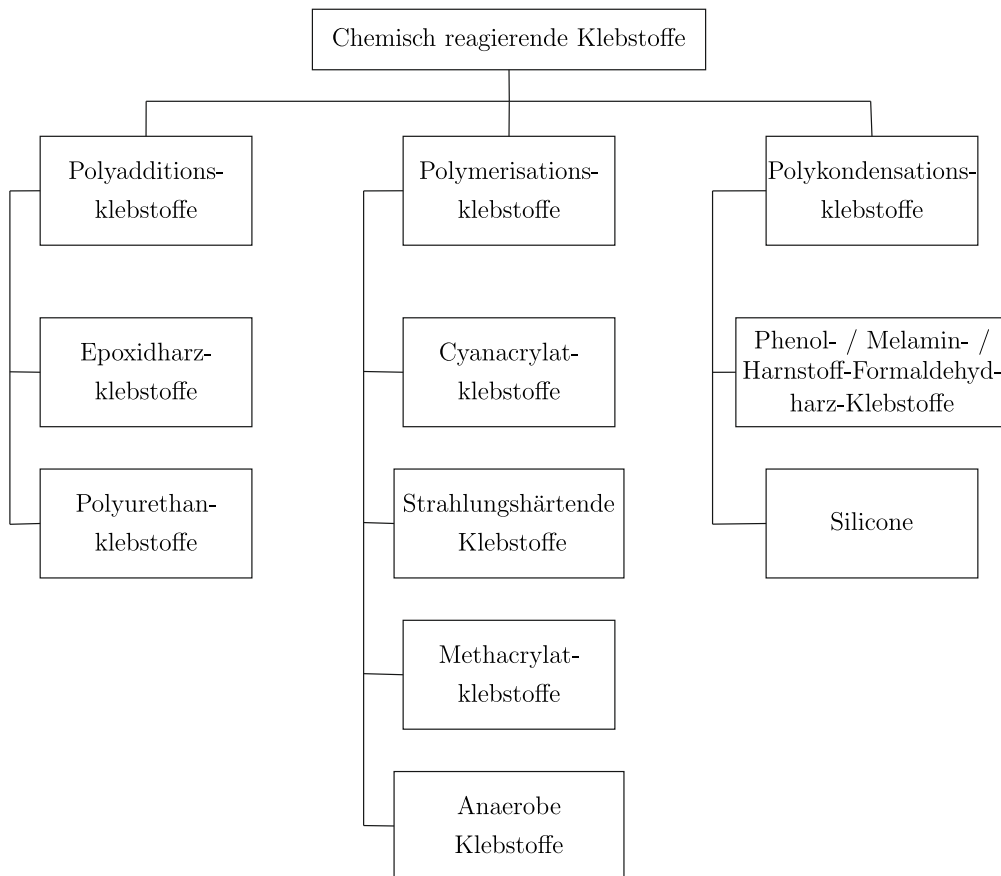 Chemisch reagierende Klebstoffe
Polyadditions-
klebstoffe
Epoxidharz-
klebstoffe
Polyurethan-
klebstoffe
Polymerisations-
klebstoffe
Cyanacrylat-
klebstoffe
Strahlungshärtende
Klebstoffe
Methacrylat-
klebstoffe
Anaerobe
Klebstoffe
Polykondensations-
klebstoffe
Phenol- / Melamin- /
Harnstoff-Formaldehyd-
harz-Klebstoffe
Silicone